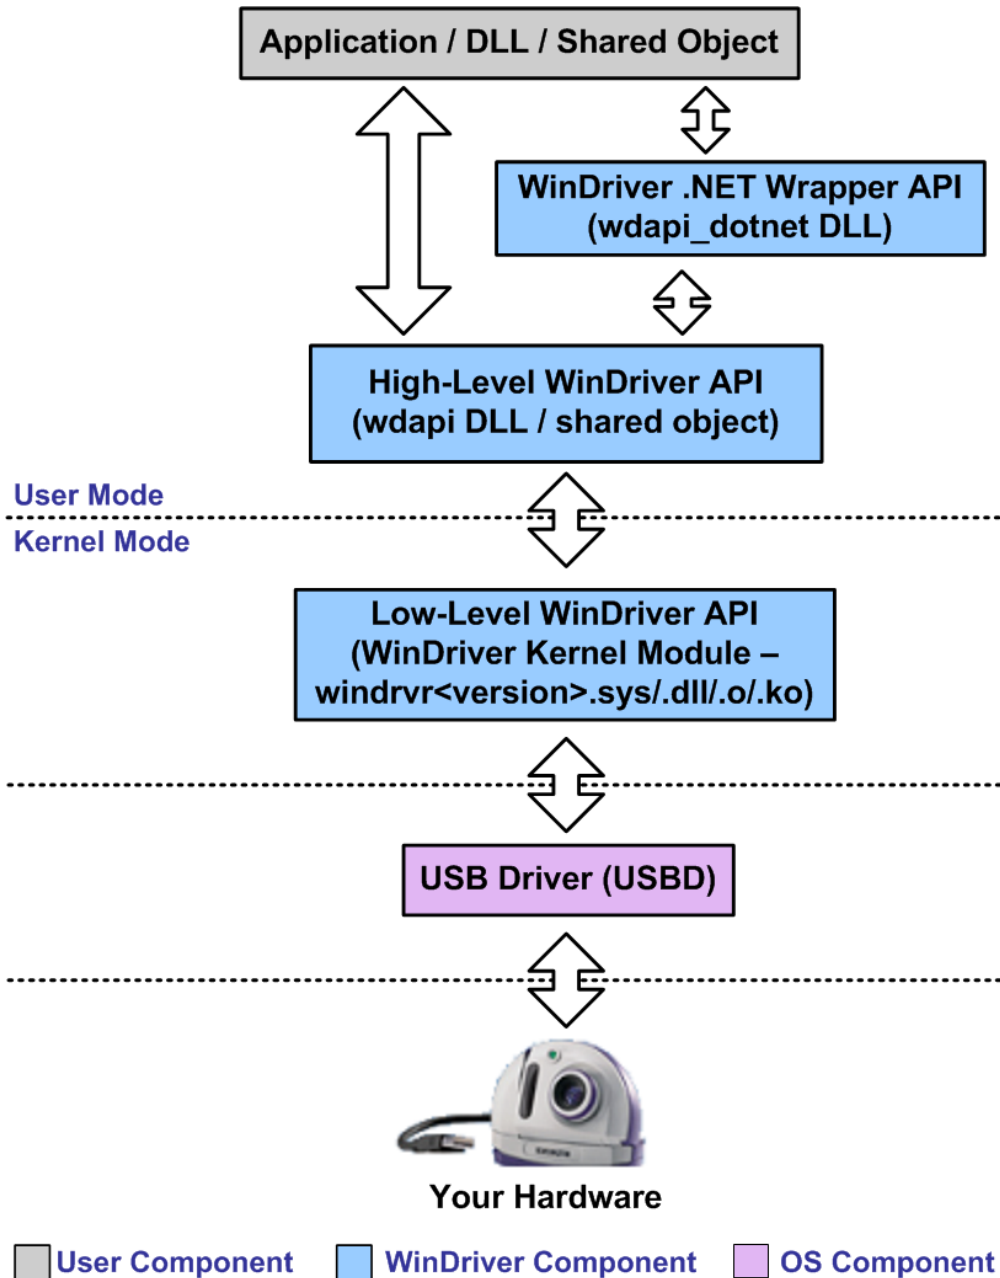 Application / DLL / Shared Object
WinDriver .NET Wrapper API
(wdapi_dotnet DLL)
High-Level WinDriver API
(wdapi DLL / shared object)
User Mode
Kernel Mode
Low-Level WinDriver API
(WinDriver Kernel Module –
windrvr<version>.sys/.dll/.o/.ko)
USB Driver (USBD)
Your Hardware
User Component
WinDriver Component
OS Component